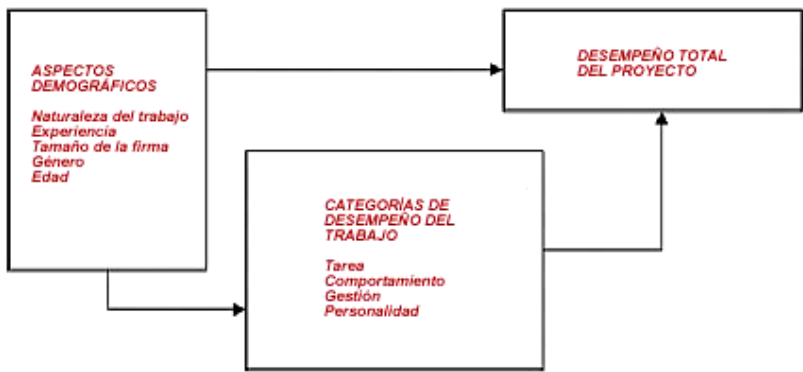 ASPECTOS
DEMOGRÁFICOS
Naturaleza del trabajo
Experiencia
Tamaño de la firma
Género
Edad
DESEMPEÑO TOTAL
DEL PROYECTO
CATEGORÍAS DE
DESEMPEÑO DEL
TRABAJO
Tarea
Comportamiento
Gestión
Personalidad